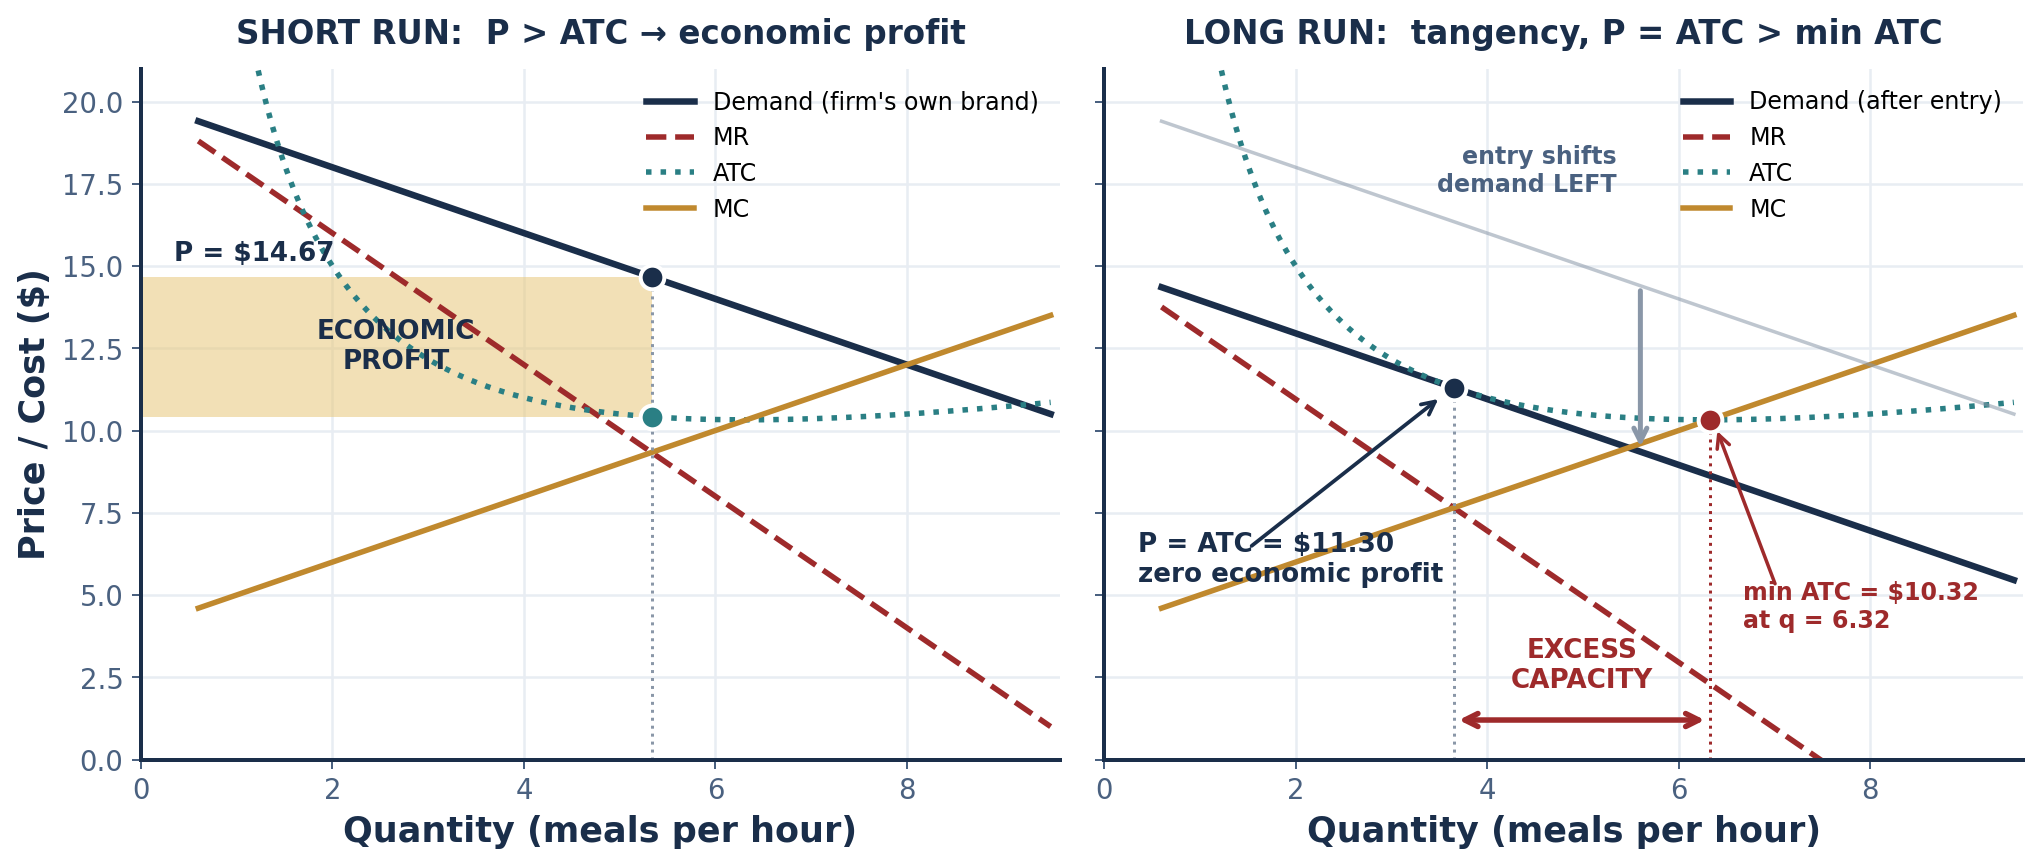 SHORT RUN:  P > ATC → economic profit
Price / Cost ($)
20.0
17.5
15.0
12.5
10.0
7.5
5.0
2.5
0.0
Demand (firm's own brand)
MR
ATC
MC
P = $14.67
ECONOMIC
PROFIT
0
2
4
6
8
Quantity (meals per hour)
LONG RUN:  tangency, P = ATC > min ATC
Demand (after entry)
MR
ATC
MC
entry shifts
demand LEFT
P = ATC = $11.30
zero economic profit
min ATC = $10.32
at q = 6.32
EXCESS
CAPACITY
0
2
4
6
8
Quantity (meals per hour)